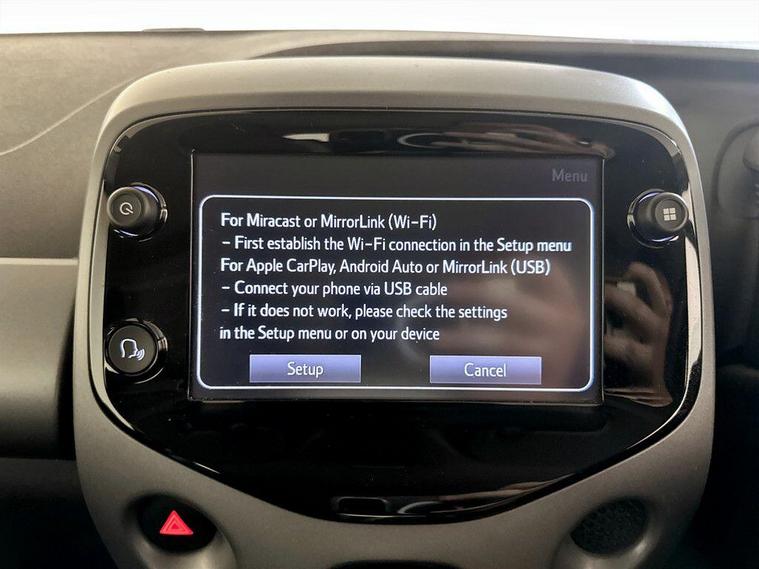 Menu
For Miracast or MirrorLink (Wi-Fi)
- First establish the Wi-Fi connection in the Setup menu
For Apple CarPlay, Android Auto or MirrorLink (USB)
- Connect your phone via USB cable
- If it does not work, please check the settings
in the Setup menu or on your device
Setup
Cancel